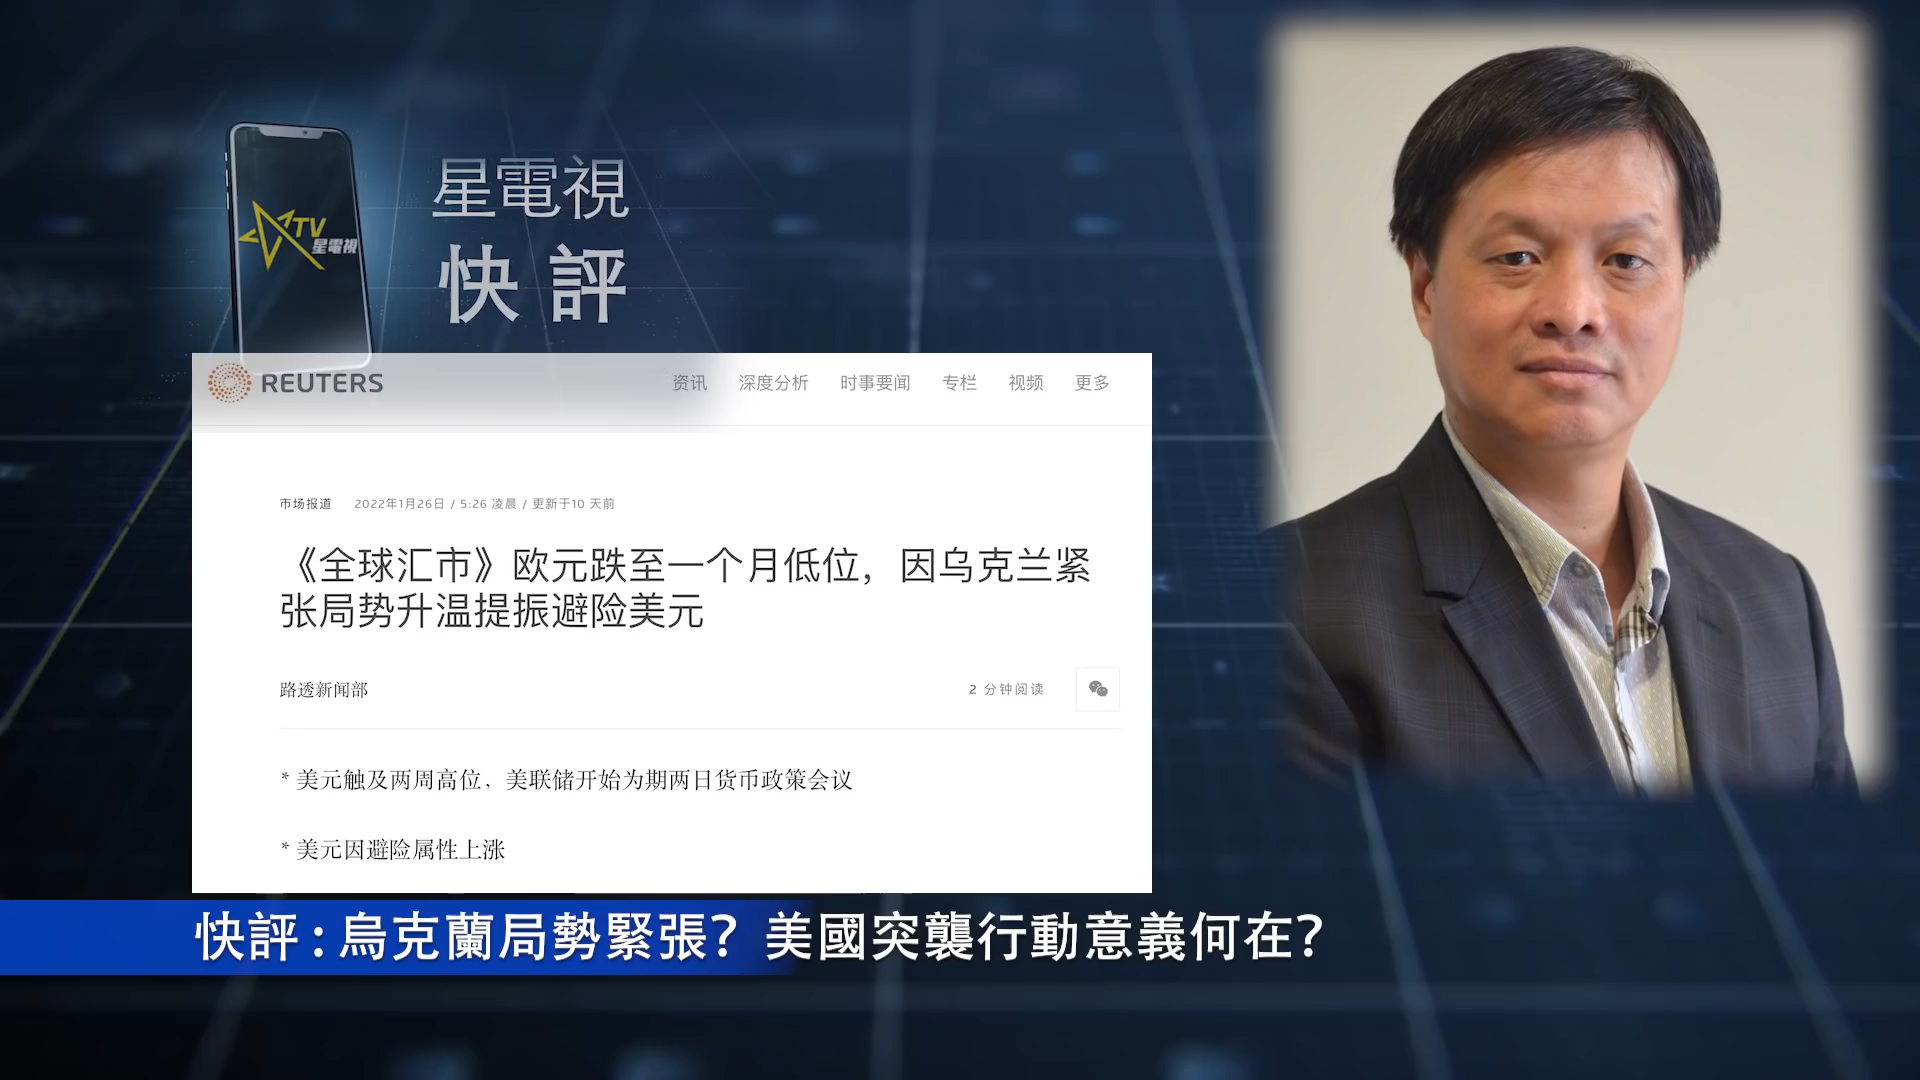 TV
星電視
星電視
快評
REUTERS
资讯 深度分析 时事要闻 专栏 视频 更多
市场报道 2022年1月26日 / 5:26 凌晨 / 更新于10 天前
《全球汇市》欧元跌至一个月低位，因乌克兰紧
张局势升温提振避险美元
路透新闻部
2 分钟阅读
* 美元触及两周高位，美联储开始为期两日货币政策会议
* 美元因避险属性上涨
快評：烏克蘭局勢緊張？美國突襲行動意義何在？